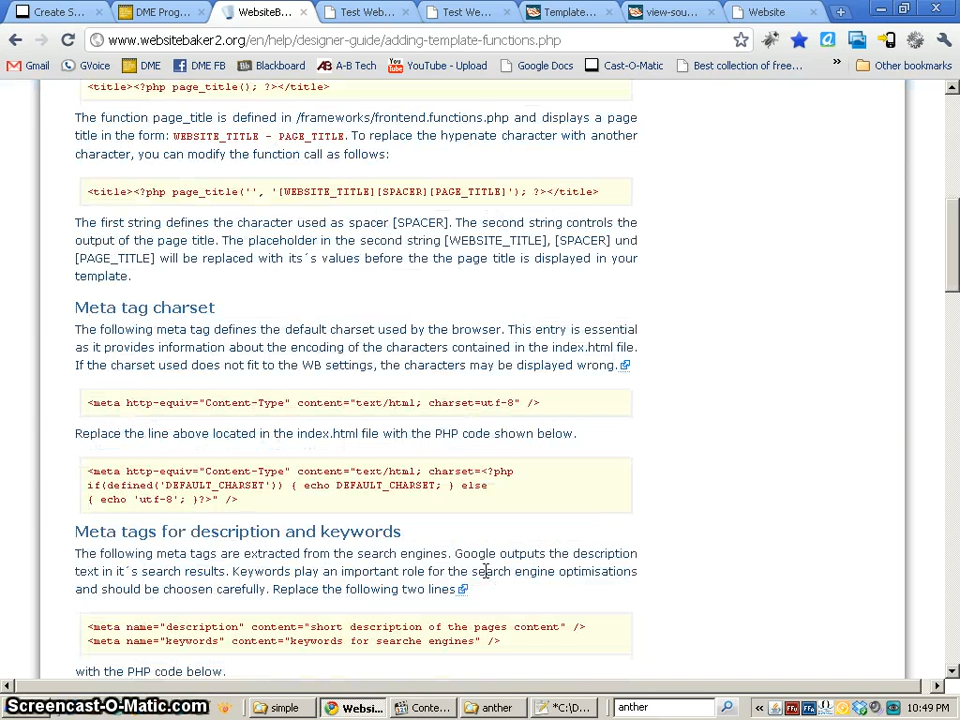 Create S
DME Prog
WebsiteB
Test Web
Test We
Template
view-sou
Website
www.websitebaker2.org/en/help/designer-guide/adding-template-functions.php
Gmail
GVoice
DME
DME FB
Blackboard
A-B Tech
YouTube - Upload
Google Docs
Cast-O-Matic
Best collection of free...
»
Other bookmarks
<title><?php page_title(); ?></title>
The function page_title is defined in /frameworks/frontend.functions.php and displays a page
title in the form: WEBSITE_TITLE - PAGE_TITLE. To replace the hypenate character with another
character, you can modify the function call as follows:
<title><?php page_title('', '[WEBSITE_TITLE][SPACER][PAGE_TITLE]'); ?></title>
The first string defines the character used as spacer [SPACER]. The second string controls the
output of the page title. The placeholder in the second string [WEBSITE_TITLE], [SPACER] und
[PAGE_TITLE] will be replaced with its´s values before the the page title is displayed in your
template.
Meta tag charset
The following meta tag defines the default charset used by the browser. This entry is essential
as it provides information about the encoding of the characters contained in the index.html file.
If the charset used does not fit to the WB settings, the characters may be displayed wrong.
<meta http-equiv="Content-Type" content="text/html; charset=utf-8" />
Replace the line above located in the index.html file with the PHP code shown below.
<meta http-equiv="Content-Type" content="text/html; charset=<?php
if(defined('DEFAULT_CHARSET')) { echo DEFAULT_CHARSET; } else
{ echo 'utf-8'; }?>" />
Meta tags for description and keywords
The following meta tags are extracted from the search engines. Google outputs the description
text in it´s search results. Keywords play an important role for the search engine optimisations
and should be choosen carefully. Replace the following two lines
<meta name="description" content="short description of the pages content" />
<meta name="keywords" content="keywords for searche engines" />
with the PHP code below.
Screencast-O-Matic.com
simple
Websi...
Conte...
anther
*C:\D...
anther
«
10:49 PM